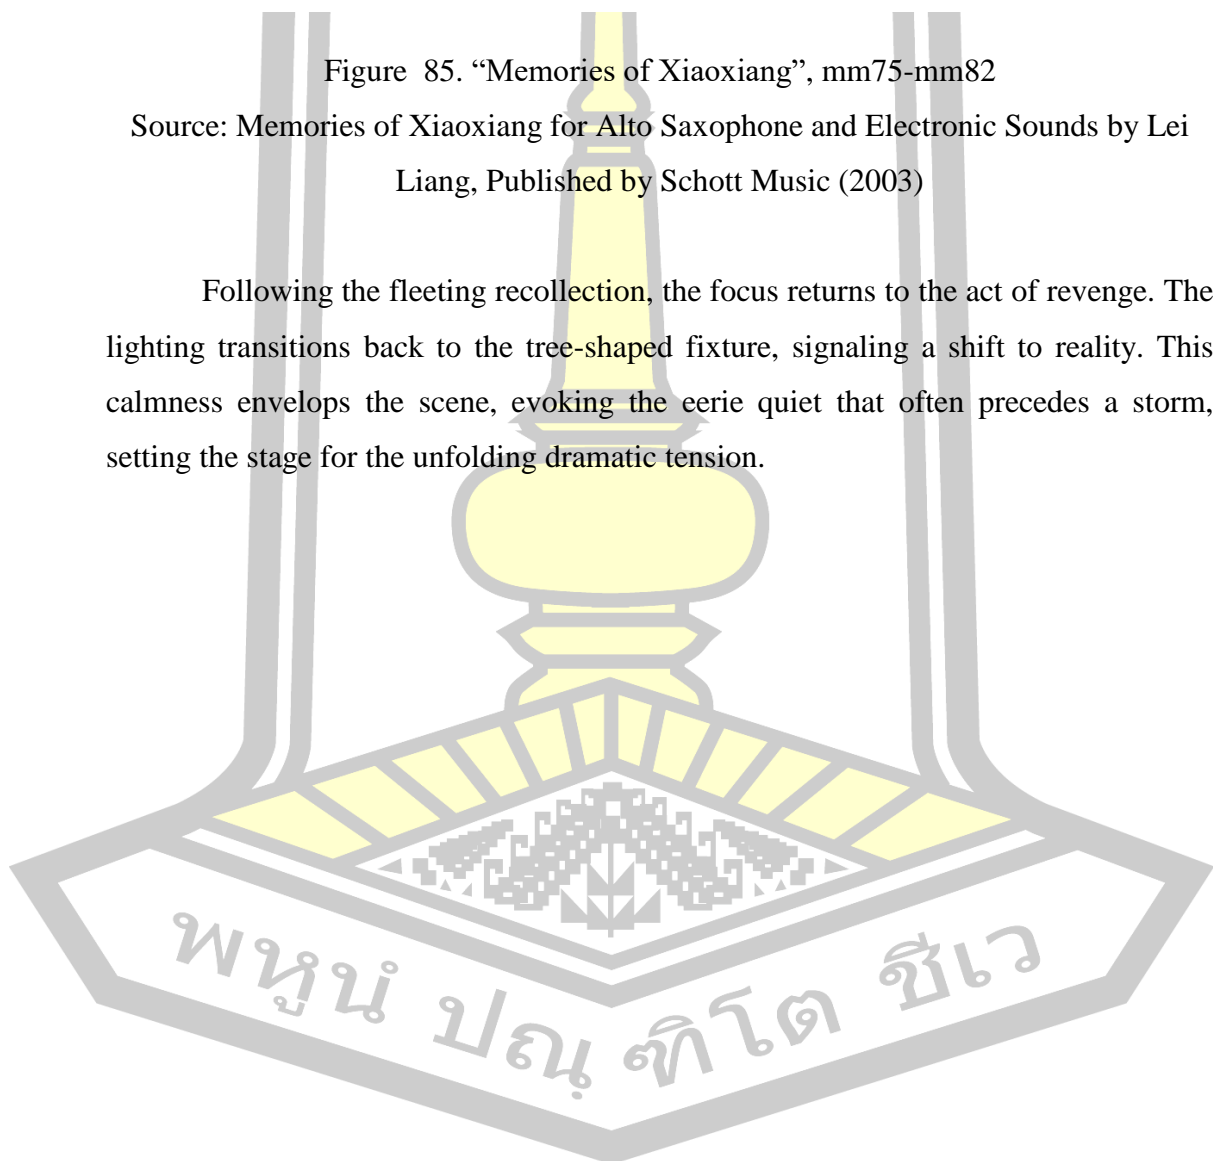 Figure  85. “Memories of Xiaoxiang”, mm75-mm82
Source: Memories of Xiaoxiang for Alto Saxophone and Electronic Sounds by Lei
Liang, Published by Schott Music (2003)
Following the fleeting recollection, the focus returns to the act of revenge. The
lighting transitions back to the tree-shaped fixture, signaling a shift to reality. This
calmness envelops the scene, evoking the eerie quiet that often precedes a storm,
setting the stage for the unfolding dramatic tension.
พหูนํ ปณฺฑิโต ชีเว